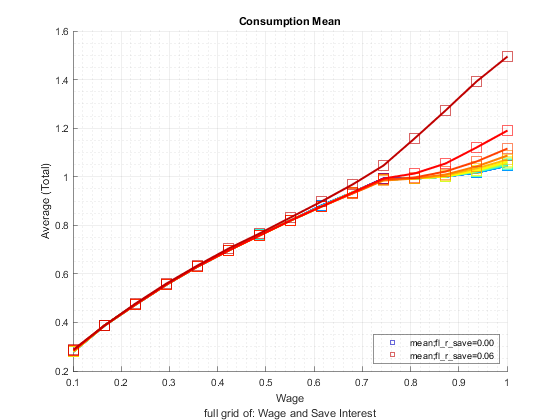 Consumption Mean
1.6
1.4
1.2
1
0.8
0.6
0.4
0.2
Average (Total)
0.1 0.2 0.3 0.4 0.5 0.6 0.7 0.8 0.9 1
mean;fl_r_save=0.00
mean;fl_r_save=0.06
Wage
full grid of: Wage and Save Interest